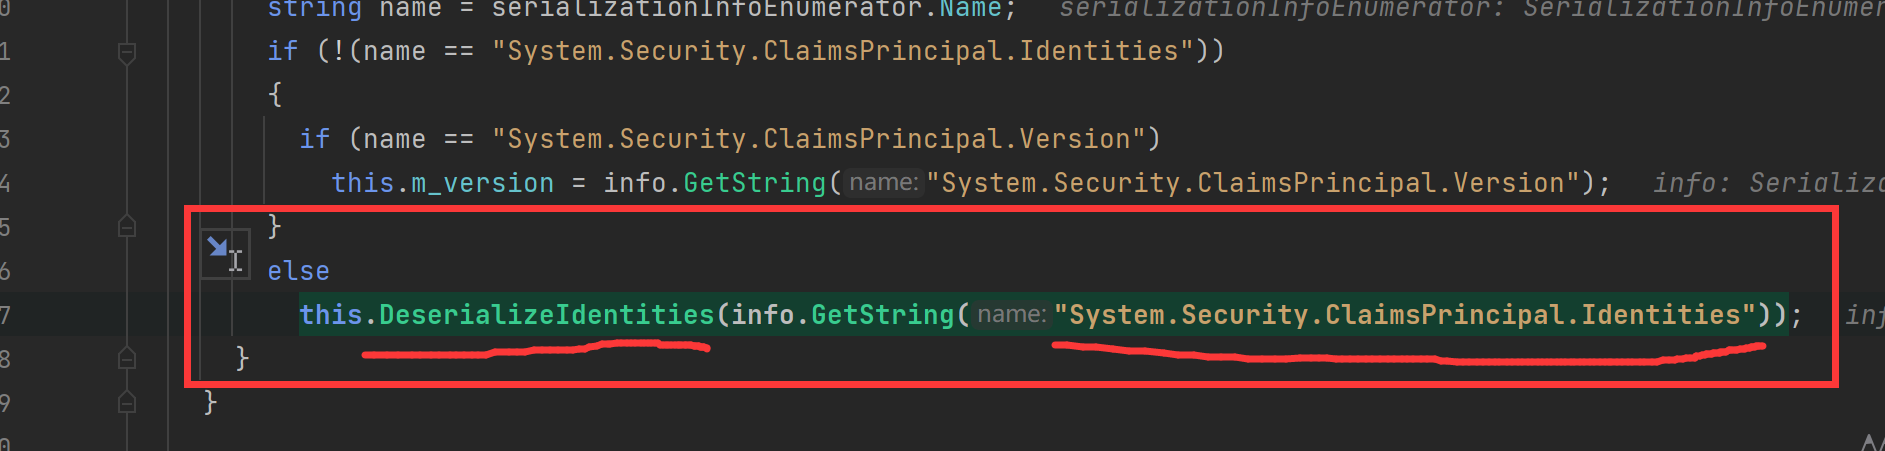 0 string name = serializationInfoEnumerator.Name; serializationInfoEnumerator: SerializationInfoEnumer
1 if (!(name == "System.Security.ClaimsPrincipal.Identities"))
2 {
3 if (name == "System.Security.ClaimsPrincipal.Version")
4 this.m_version = info.GetString( name: "System.Security.ClaimsPrincipal.Version"); info: Serializa
5 }
6 else
7 this.DeserializeIdentities(info.GetString( name: "System.Security.ClaimsPrincipal.Identities")); inf
8 }
9 }
0